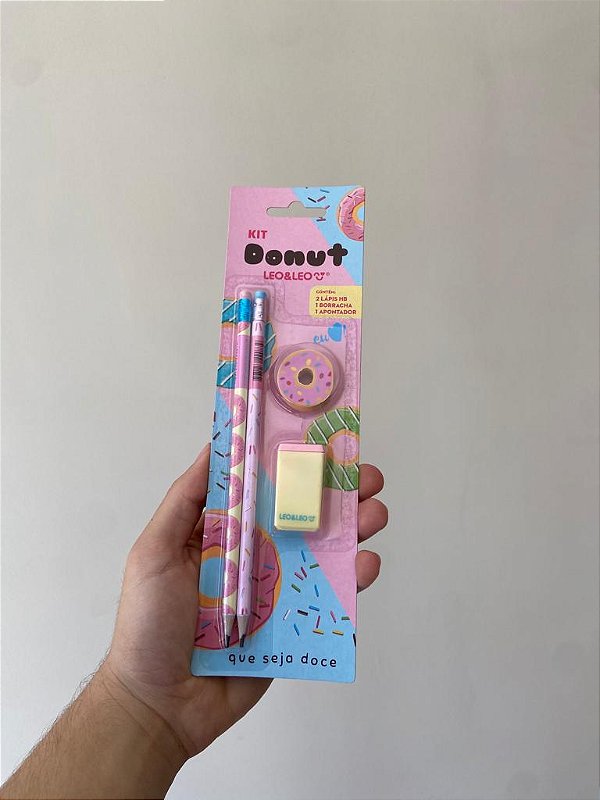 KIT
Donut
LEO&LEO
CONTÉM:
2 LÁPIS HB
1 BORRACHA
1 APONTADOR
eu
LEO&LEO
que seja doce